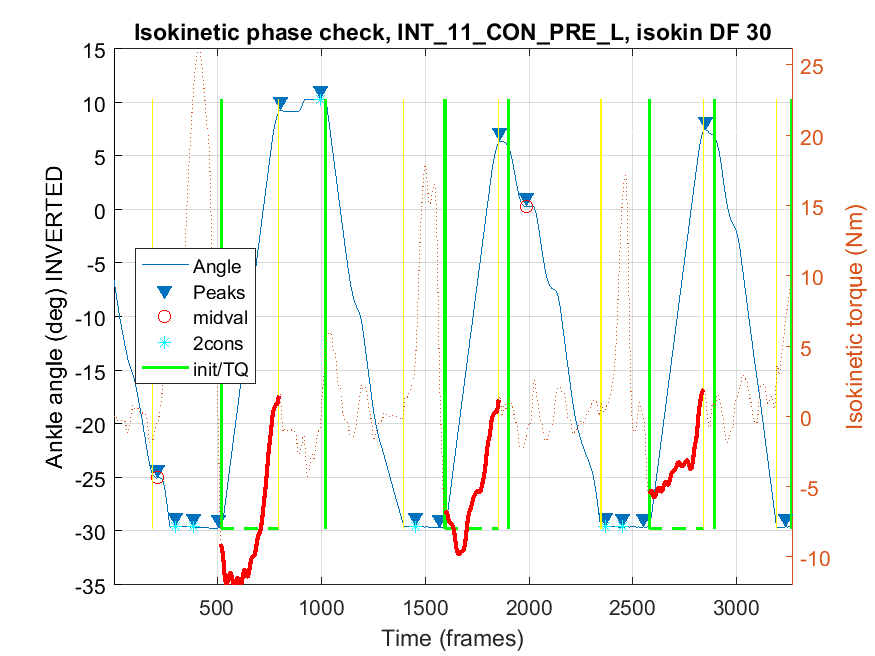 Isokinetic phase check, INT_11_CON_PRE_L, isokin DF 30
Ankle angle (deg) INVERTED
15
10
5
0
-5
-10
-15
-20
-25
-30
-35
Angle
Peaks
midval
2cons
init/TQ
25
20
15
10
5
0
-5
-10
Isokinetic torque (Nm)
500
1000
1500
2000
2500
3000
Time (frames)